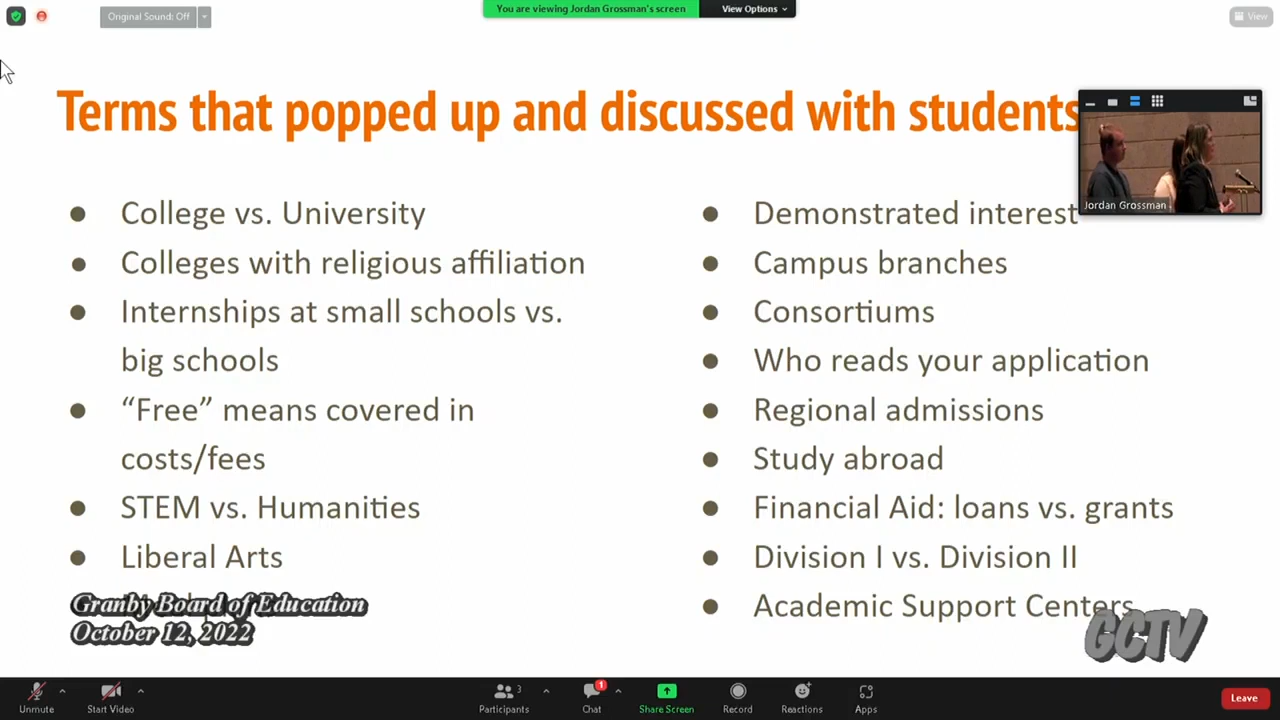 Original Sound: Off
You are viewing Jordan Grossman's screen
View Options
View
Terms that popped up and discussed with students
Jordan Grossman
College vs. University
Colleges with religious affiliation
Internships at small schools vs.
big schools
“Free” means covered in
costs/fees
STEM vs. Humanities
Liberal Arts
Demonstrated interest
Campus branches
Consortiums
Who reads your application
Regional admissions
Study abroad
Financial Aid: loans vs. grants
Division I vs. Division II
Academic Support Centers
Granby Board of Education
October 12, 2022
GCTV
Unmute
Start Video
3
Participants
1
Chat
Share Screen
Record
Reactions
Apps
Leave